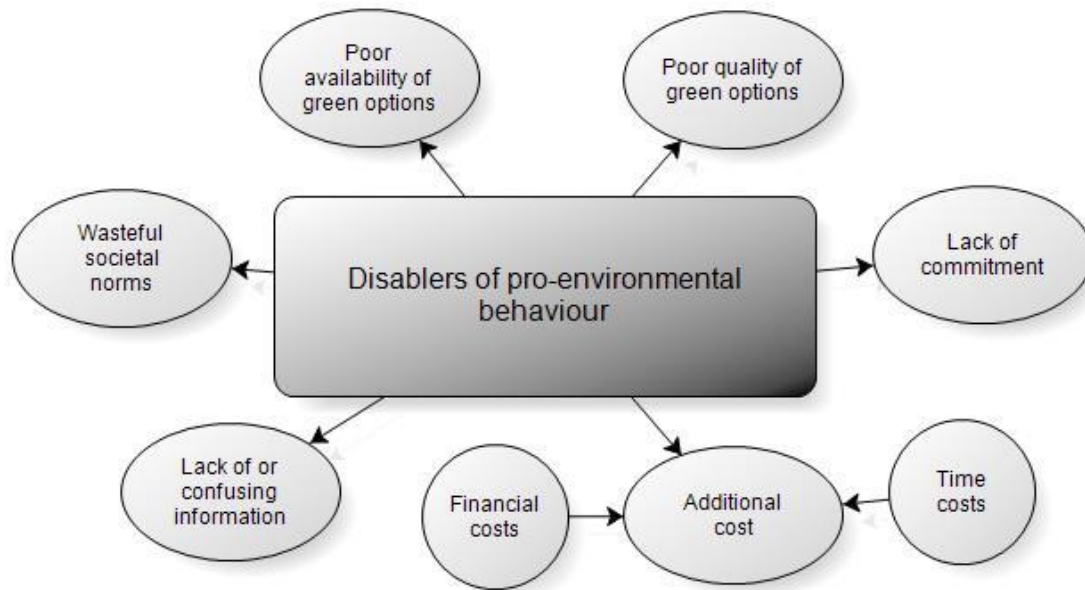 Poor
availability of
green options
Poor quality of
green options
Wasteful
societal
norms
Disablers of pro-environmental
behaviour
Lack of
commitment
Lack of or
confusing
information
Financial
costs
Additional
cost
Time
costs